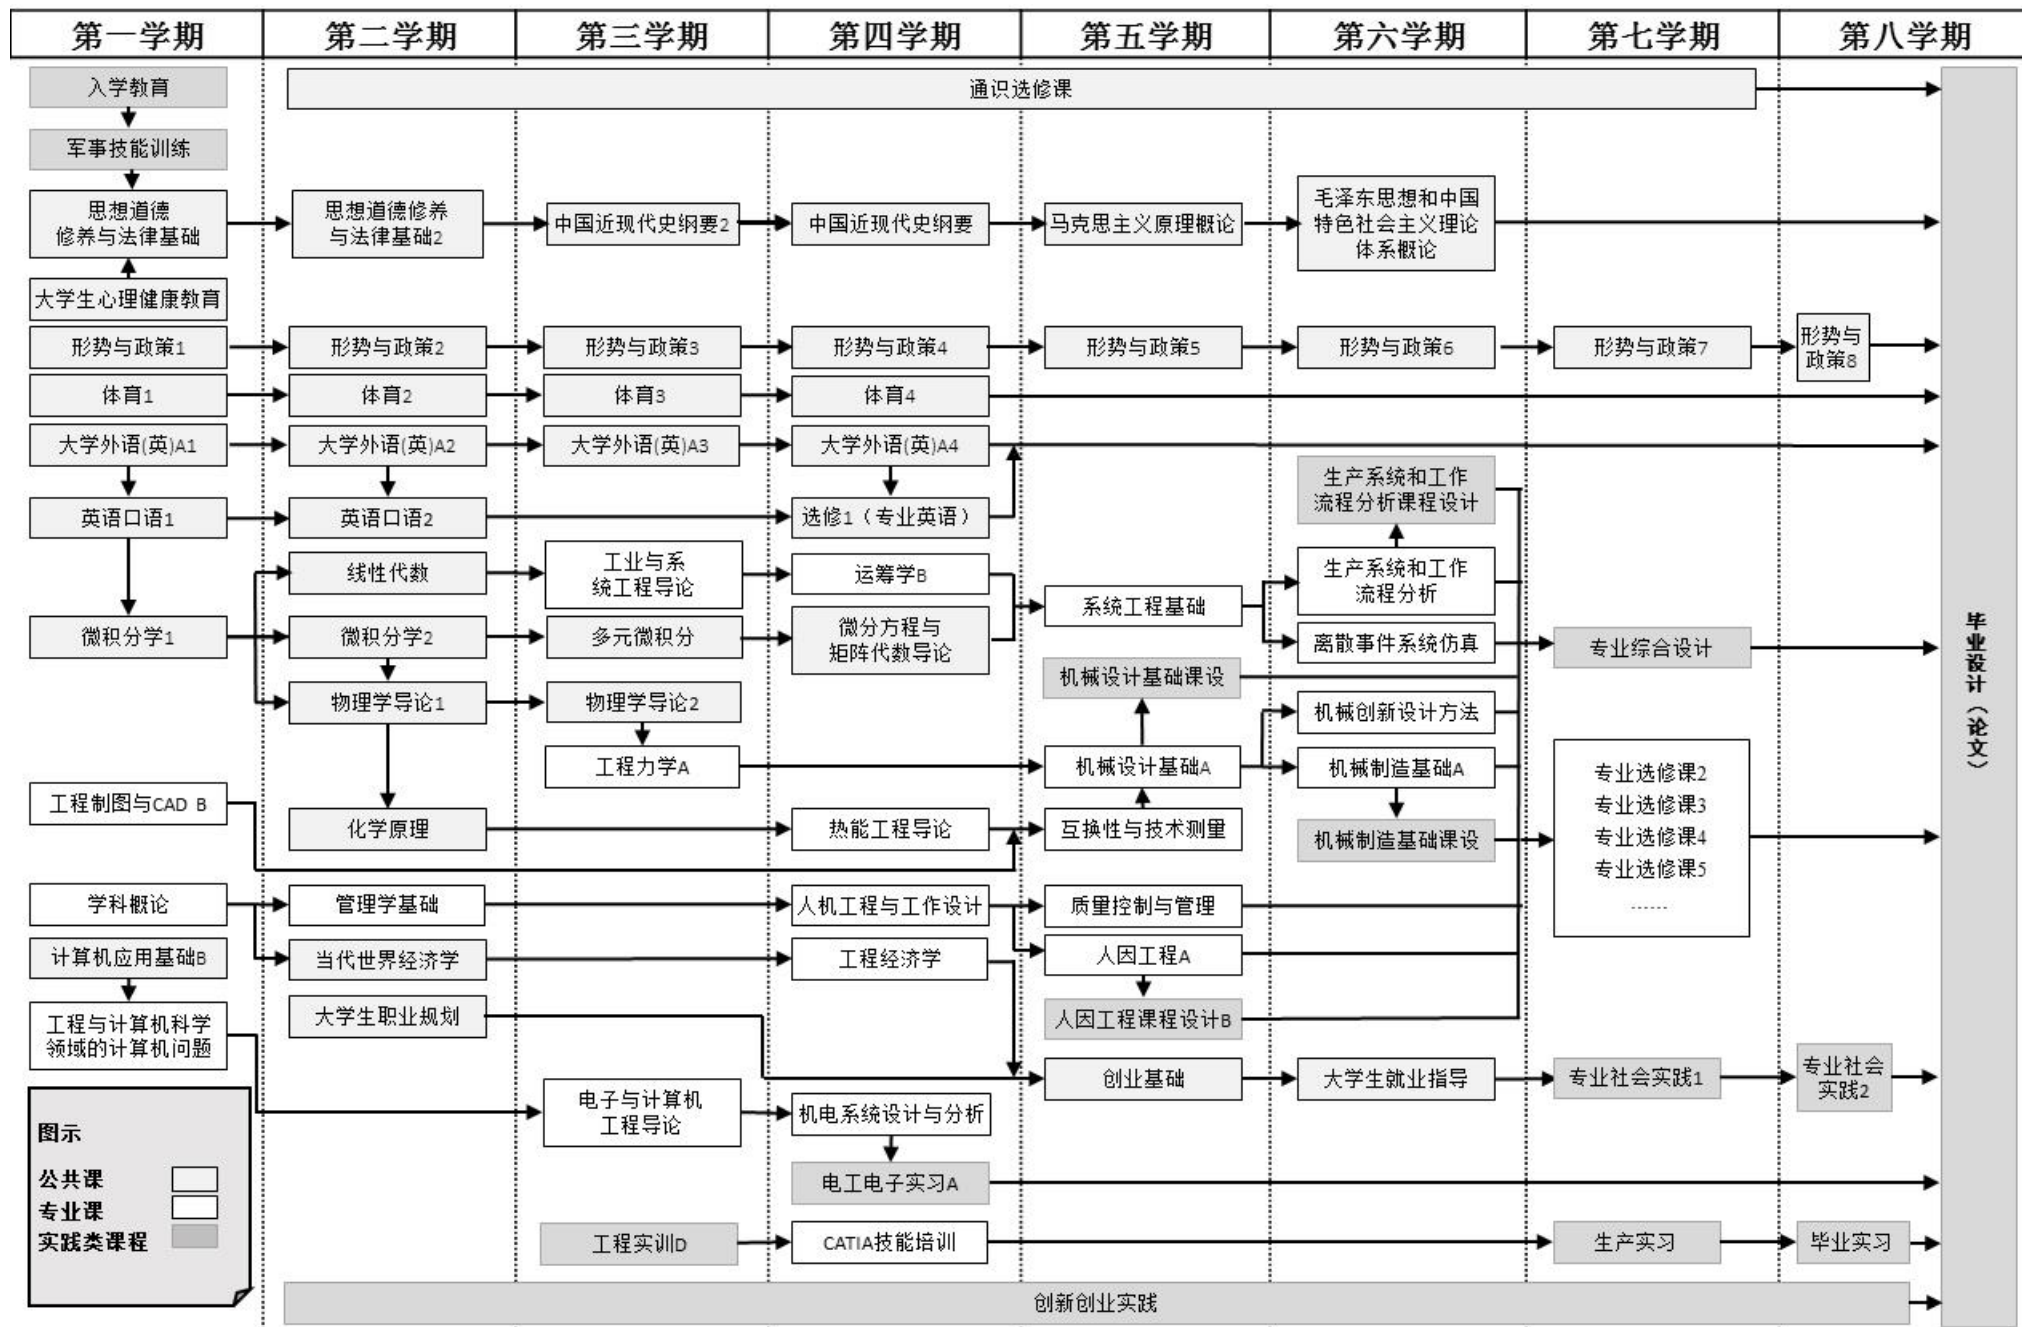 第一学期
第二学期
第三学期
第四学期
第五学期
第六学期
第七学期
第八学期
入学教育
通识选修课
军事技能训练
思想道德
修养与法律基础
思想道德修养
与法律基础2
中国近现代史纲要2
中国近现代史纲要
马克思主义原理概论
毛泽东思想和中国
特色社会主义理论
体系概论
大学生心理健康教育
形势与政策1
形势与政策2
形势与政策3
形势与政策4
形势与政策5
形势与政策6
形势与政策7
形势与
政策8
体育1
体育2
体育3
体育4
大学外语(英)A1
大学外语(英)A2
大学外语(英)A3
大学外语(英)A4
生产系统和工作
流程分析课程设计
英语口语1
英语口语2
选修1（专业英语）
线性代数
工业与系
统工程导论
运筹学B
系统工程基础
生产系统和工作
流程分析
微积分学1
微积分学2
多元微积分
微分方程与
矩阵代数导论
离散事件系统仿真
专业综合设计
机械设计基础课设
物理学导论1
物理学导论2
机械创新设计方法
工程力学A
机械设计基础A
机械制造基础A
工程制图与CAD B
化学原理
热能工程导论
互换性与技术测量
机械制造基础课设
专业选修课2
专业选修课3
专业选修课4
专业选修课5
······
学科概论
管理学基础
人机工程与工作设计
质量控制与管理
计算机应用基础B
当代世界经济学
工程经济学
人因工程A
工程与计算机科学
领域的计算机问题
大学生职业规划
人因工程课程设计B
创业基础
大学生就业指导
专业社会实践1
专业社会
实践2
电子与计算机
工程导论
机电系统设计与分析
电工电子实习A
工程实训D
CATIA技能培训
生产实习
毕业实习
创新创业实践
毕业设计（论文）
图示
公共课
专业课
实践类课程